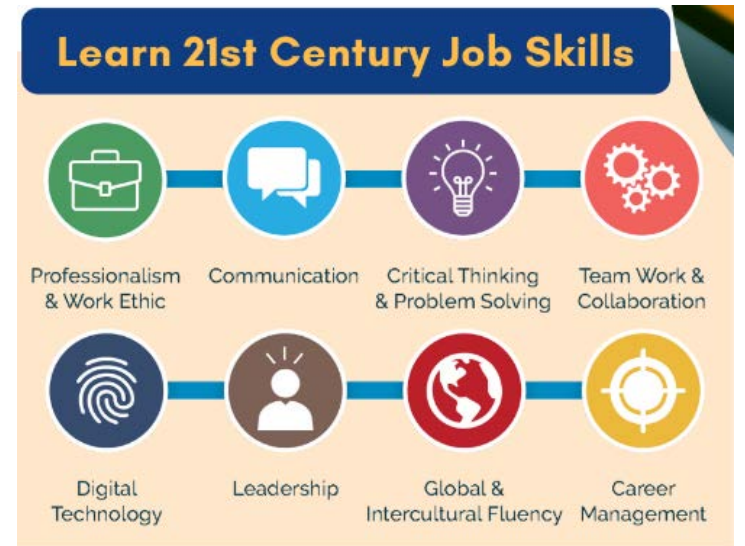 Learn 21st Century Job Skills
Professionalism
& Work Ethic
Communication
Critical Thinking
& Problem Solving
Team Work &
Collaboration
Digital
Technology
Leadership
Global &
Intercultural Fluency
Career
Management